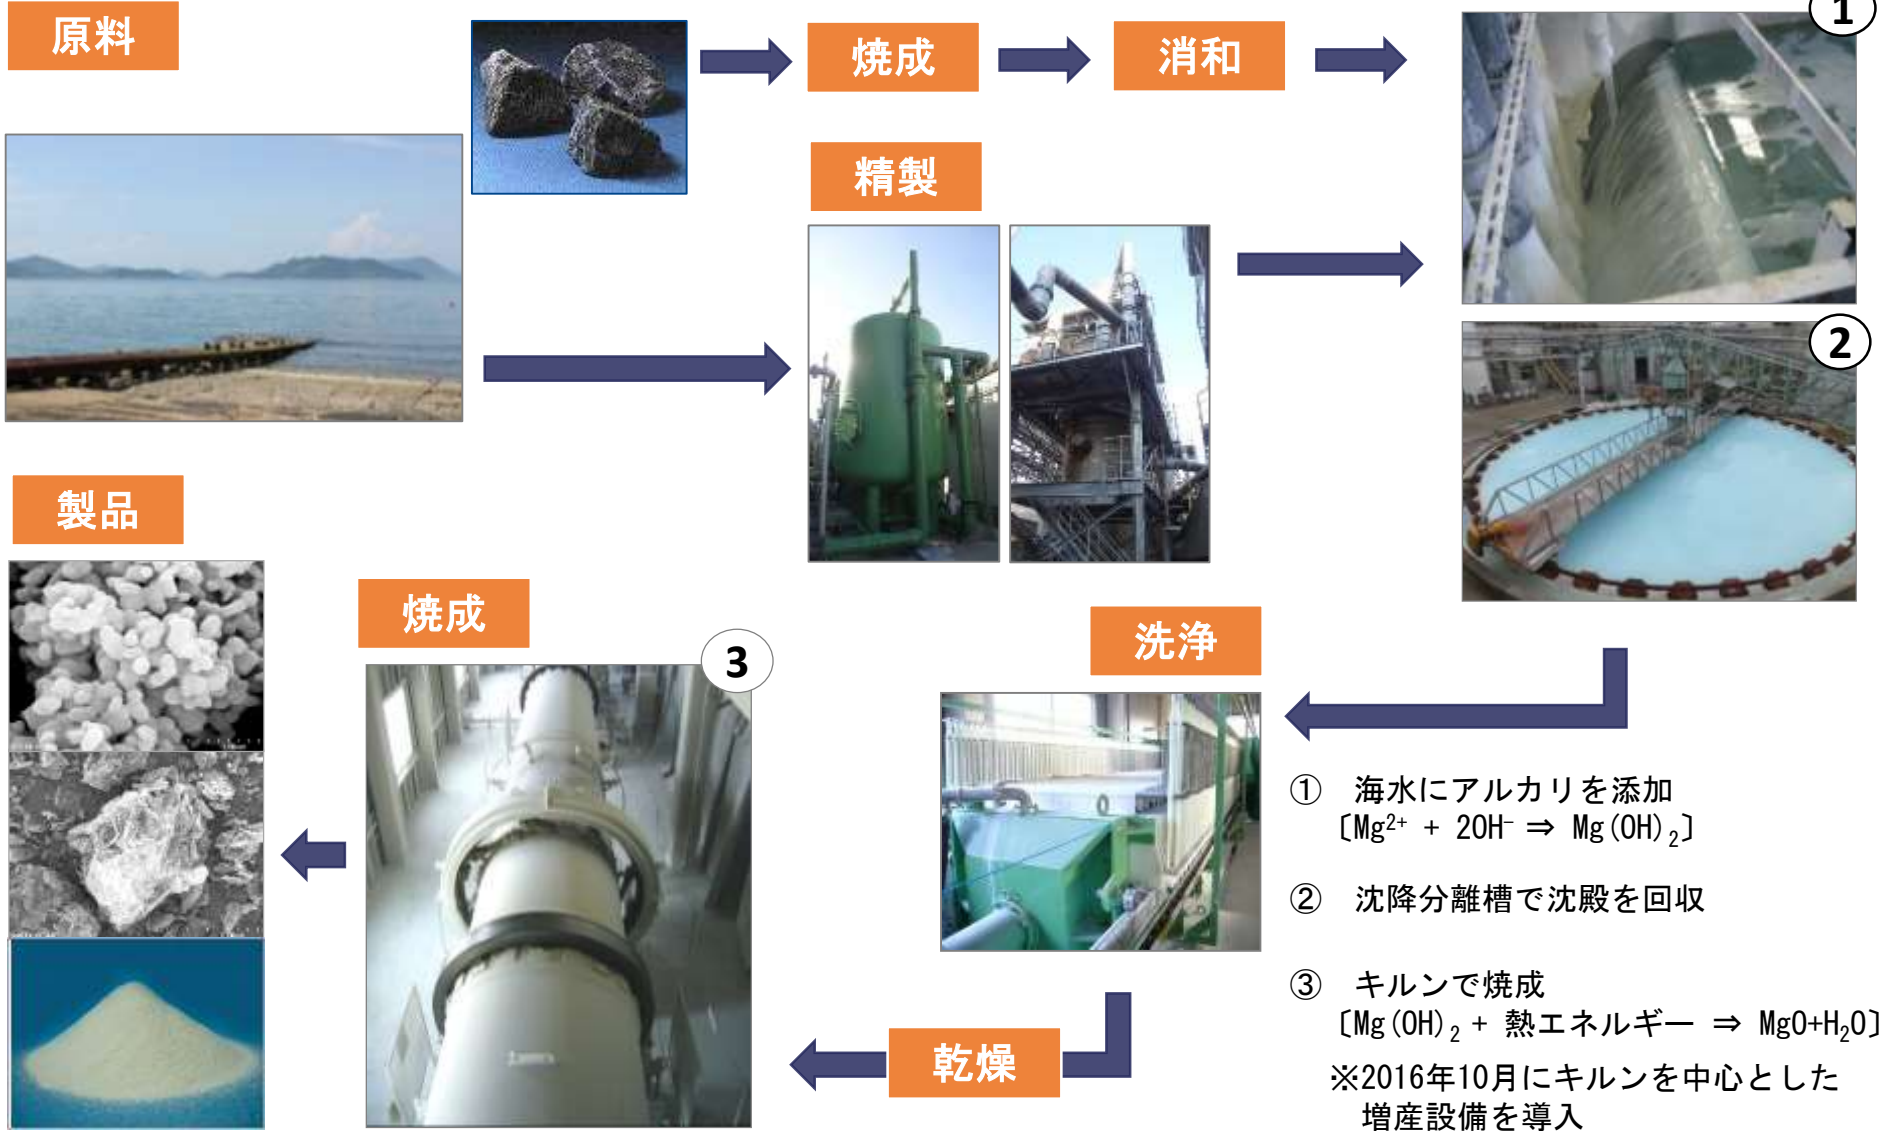 原料
焼成
消和
①
精製
②
製品
焼成
③
洗浄
① 海水にアルカリを添加
〔Mg²⁺ + 2OH⁻ ⇒ Mg(OH)₂〕
② 沈降分離槽で沈殿を回収
③ キルンで焼成
〔Mg(OH)₂ + 熱エネルギー ⇒ MgO+H₂O〕
※2016年10月にキルンを中心とした
増産設備を導入
乾燥